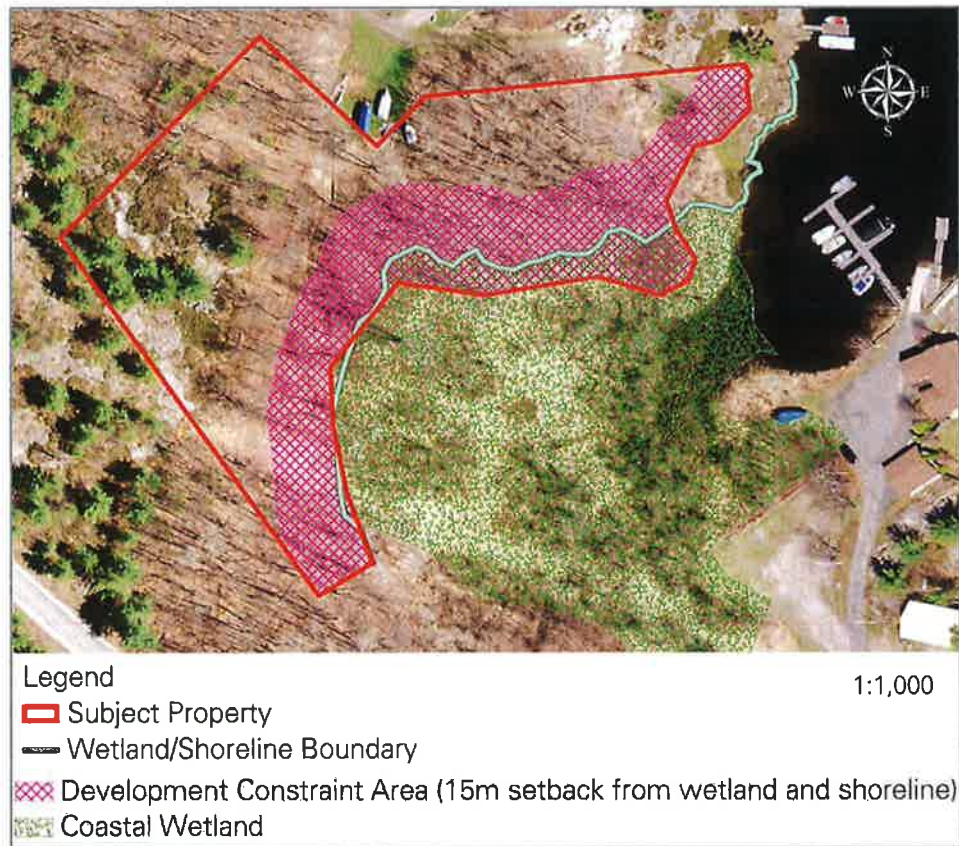 N
W E
S
Legend
1:1,000
Subject Property
Wetland/Shoreline Boundary
Development Constraint Area (15m setback from wetland and shoreline)
Coastal Wetland